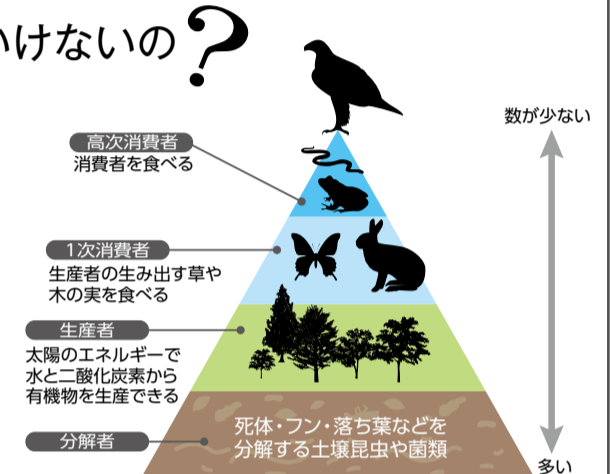 いけないの?
数が少ない
高次消費者
消費者を食べる
1次消費者
生産者の生み出す草や
木の実を食べる
生産者
太陽のエネルギーで
水と二酸化炭素から
有機物を生産できる
分解者
死体・フン・落ち葉などを
分解する土壌昆虫や菌類
多い